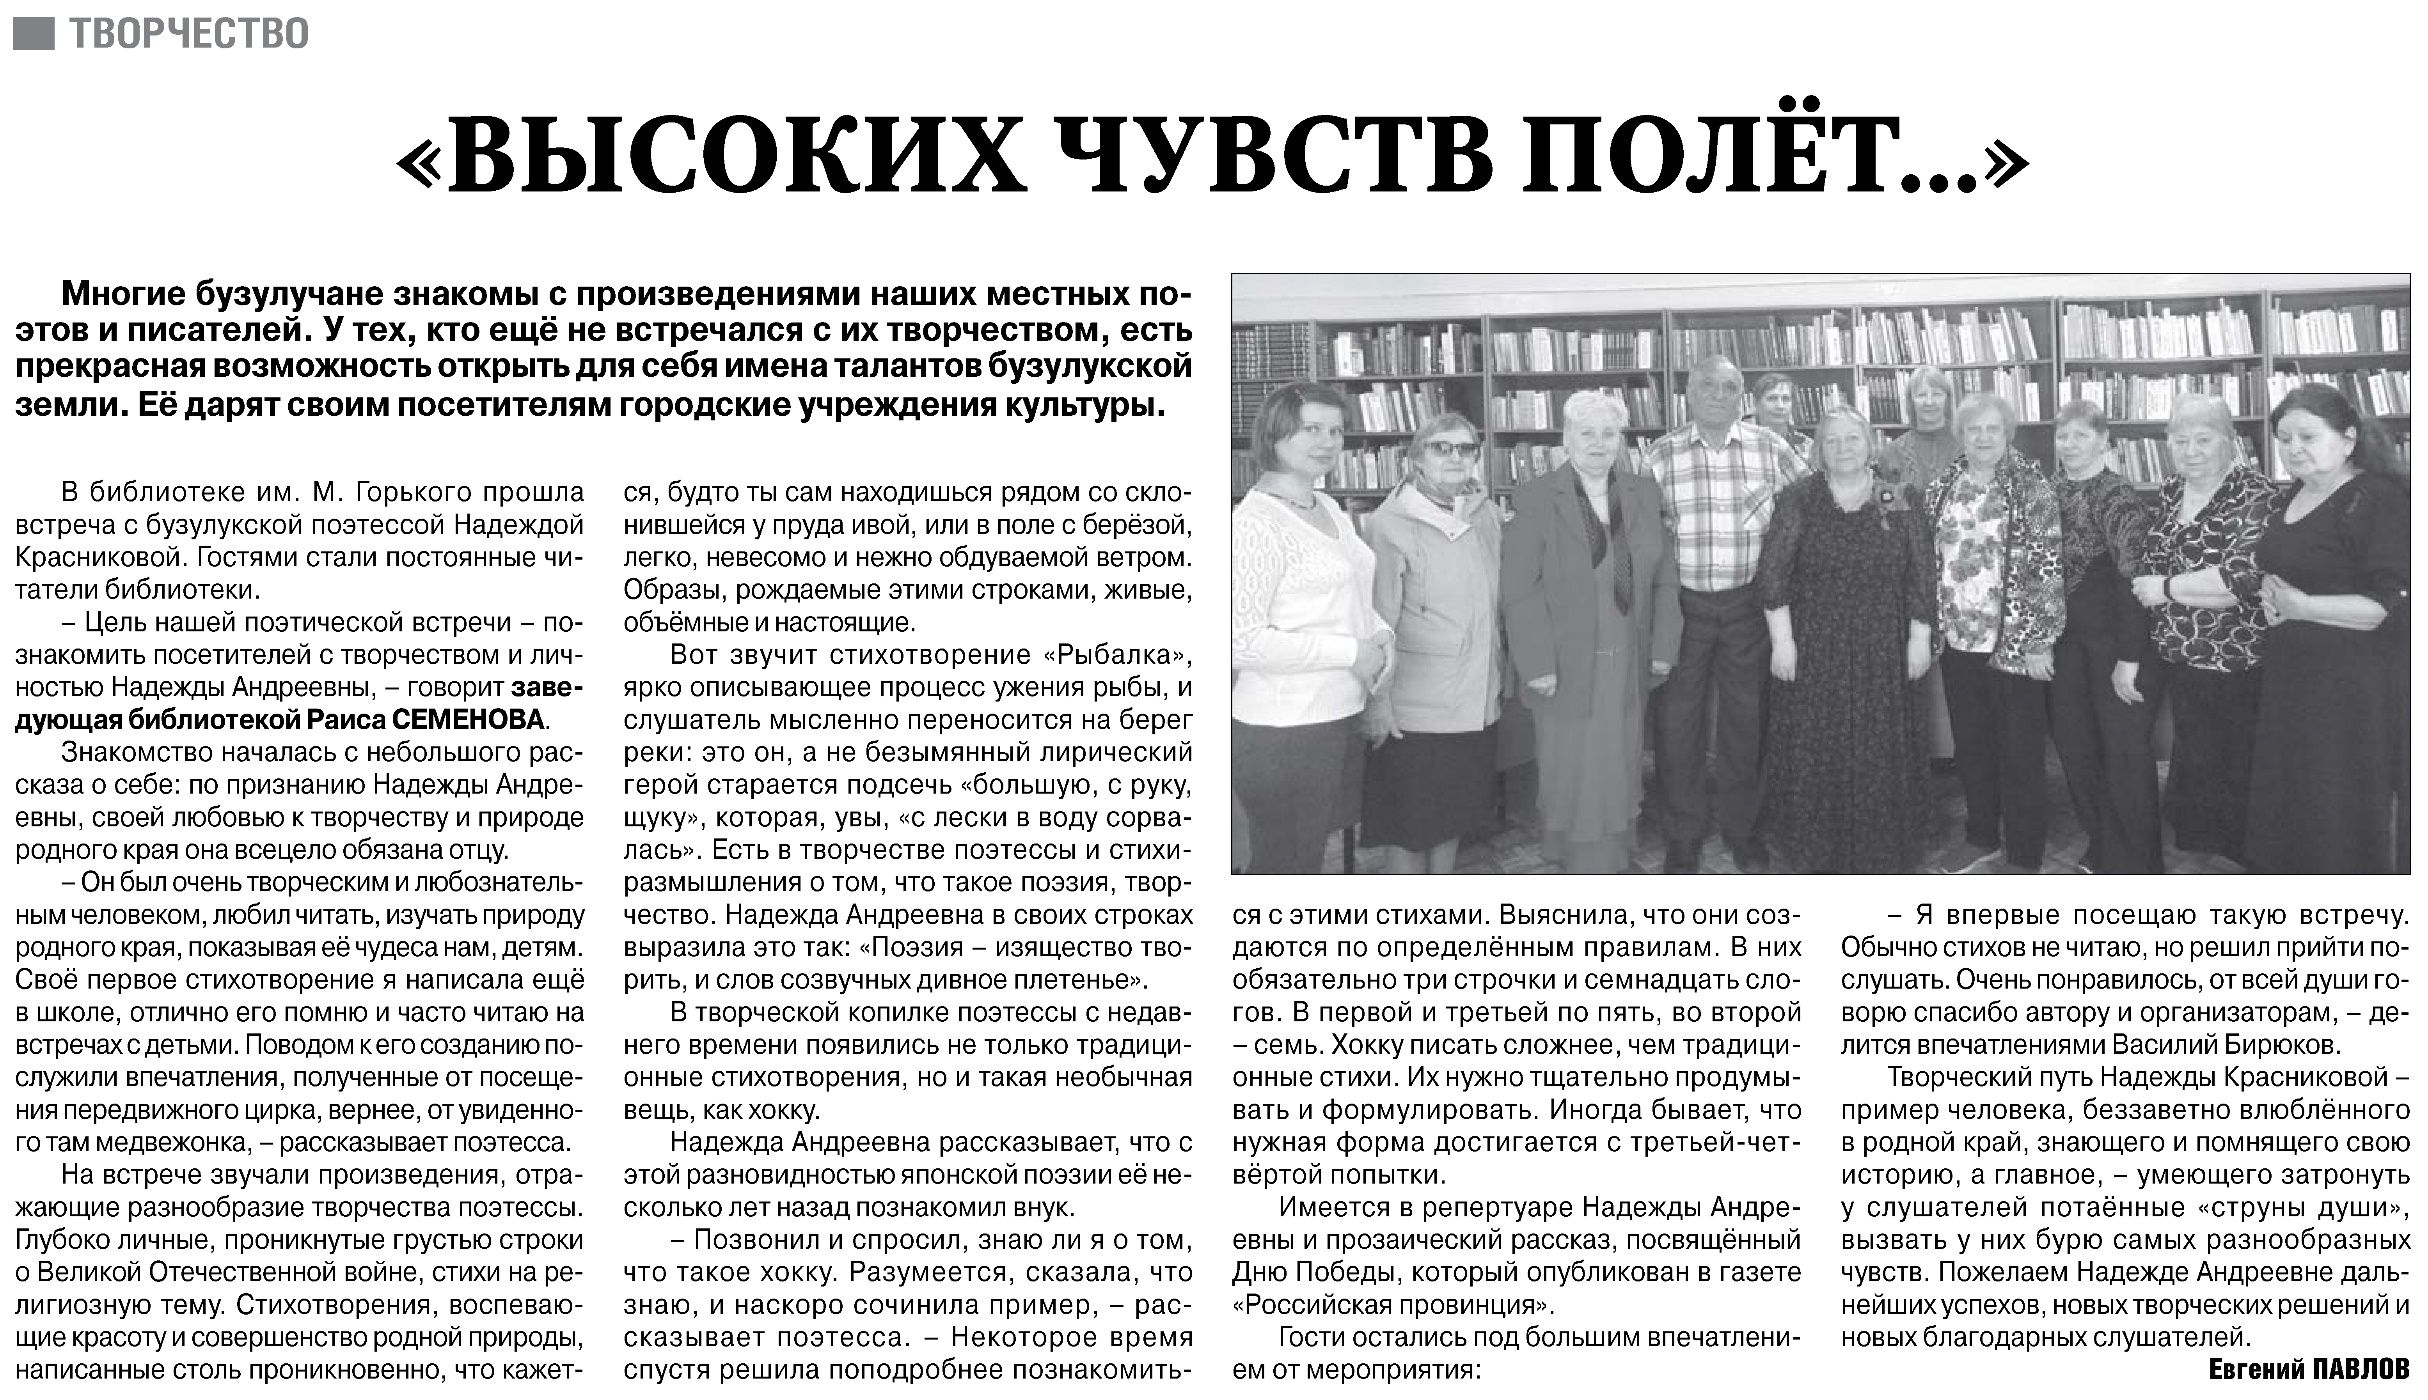 ТВОРЧЕСТВО
«ВЫСОКИХ ЧУВСТВ ПОЛЁТ...»
Многие бузулучане знакомы с произведениями наших местных по-
этов и писателей. У тех, кто ещё не встречался с их творчеством, есть
прекрасная возможность открыть для себя имена талантов бузулукской
земли. Её дарят своим посетителям городские учреждения культуры.
В библиотеке им. М. Горького прошла
встреча с бузулукской поэтессой Надеждой
Красниковой. Гостями стали постоянные чи-
татели библиотеки.
– Цель нашей поэтической встречи – по-
знакомить посетителей с творчеством и лич-
ностью Надежды Андреевны, – говорит заве-
дующая библиотекой Раиса СЕМЕНОВА.
Знакомство началась с небольшого рас-
сказа о себе: по признанию Надежды Андре-
евны, своей любовью к творчеству и природе
родного края она всецело обязана отцу.
– Он был очень творческим и любознатель-
ным человеком, любил читать, изучать природу
родного края, показывая её чудеса нам, детям.
Своё первое стихотворение я написала ещё
в школе, отлично его помню и часто читаю на
встречах с детьми. Поводом к его созданию по-
служили впечатления, полученные от посеще-
ния передвижного цирка, вернее, от увиденно-
го там медвежонка, – рассказывает поэтесса.
На встрече звучали произведения, отра-
жающие разнообразие творчества поэтессы.
Глубоко личные, проникнутые грустью строки
о Великой Отечественной войне, стихи на ре-
лигиозную тему. Стихотворения, воспеваю-
щие красоту и совершенство родной природы,
написанные столь проникновенно, что кажет-
ся, будто ты сам находишься рядом со скло-
нившейся у пруда ивой, или в поле с берёзой,
легко, невесомо и нежно обдуваемой ветром.
Образы, рождаемые этими строками, живые,
объёмные и настоящие.
Вот звучит стихотворение «Рыбалка»,
ярко описывающее процесс ужения рыбы, и
слушатель мысленно переносится на берег
реки: это он, а не безымянный лирический
герой старается подсечь «большую, с руку,
щуку», которая, увы, «с лески в воду сорва-
лась». Есть в творчестве поэтессы и стихи-
размышления о том, что такое поэзия, твор-
чество. Надежда Андреевна в своих строках
выразила это так: «Поэзия – изящество тво-
рить, и слов созвучных дивное плетенье».
В творческой копилке поэтессы с недав-
него времени появились не только традици-
онные стихотворения, но и такая необычная
вещь, как хокку.
Надежда Андреевна рассказывает, что с
этой разновидностью японской поэзии её не-
сколько лет назад познакомил внук.
– Позвонил и спросил, знаю ли я о том,
что такое хокку. Разумеется, сказала, что
знаю, и наскоро сочинила пример, – рас-
сказывает поэтесса. – Некоторое время
спустя решила поподробнее познакомить-
ся с этими стихами. Выяснила, что они соз-
даются по определённым правилам. В них
обязательно три строчки и семнадцать сло-
гов. В первой и третьей по пять, во второй
– семь. Хокку писать сложнее, чем традици-
онные стихи. Их нужно тщательно продумы-
вать и формулировать. Иногда бывает, что
нужная форма достигается с третьей-чет-
вёртой попытки.
Имеется в репертуаре Надежды Андре-
евны и прозаический рассказ, посвящённый
Дню Победы, который опубликован в газете
«Российская провинция».
Гости остались под большим впечатлени-
ем от мероприятия:
– Я впервые посещаю такую встречу.
Обычно стихов не читаю, но решил прийти по-
слушать. Очень понравилось, от всей души го-
ворю спасибо автору и организаторам, – де-
лится впечатлениями Василий Бирюков.
Творческий путь Надежды Красниковой –
пример человека, беззаветно влюблённого
в родной край, знающего и помнящего свою
историю, а главное, – умеющего затронуть
у слушателей потаённые «струны души»,
вызвать у них бурю самых разнообразных
чувств. Пожелаем Надежде Андреевне даль-
нейших успехов, новых творческих решений и
новых благодарных слушателей.
Евгений ПАВЛОВ